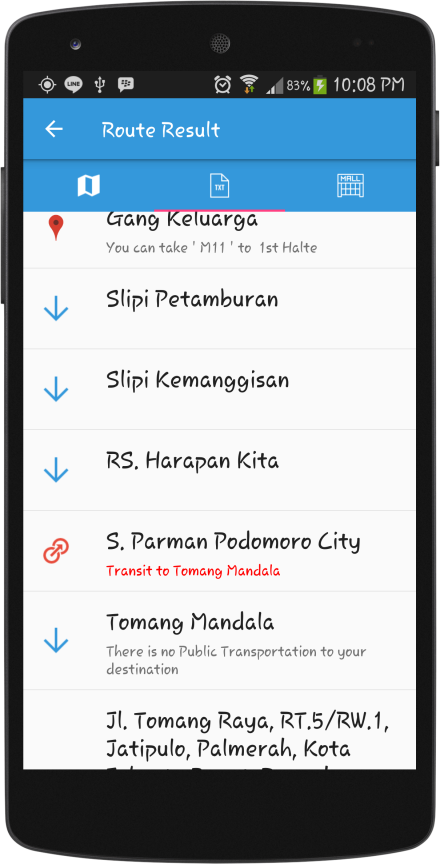 LINE
83%
10:08 PM
Route Result
TXT
MALL
Gang Keluarga
You can take ' M11 ' to 1st Halte
Slipi Petamburan
Slipi Kemanggisan
RS. Harapan Kita
S. Parman Podomoro City
Transit to Tomang Mandala
Tomang Mandala
There is no Public Transportation to your
destination
Jl. Tomang Raya, RT.5/RW.1,
Jatipulo, Palmerah, Kota